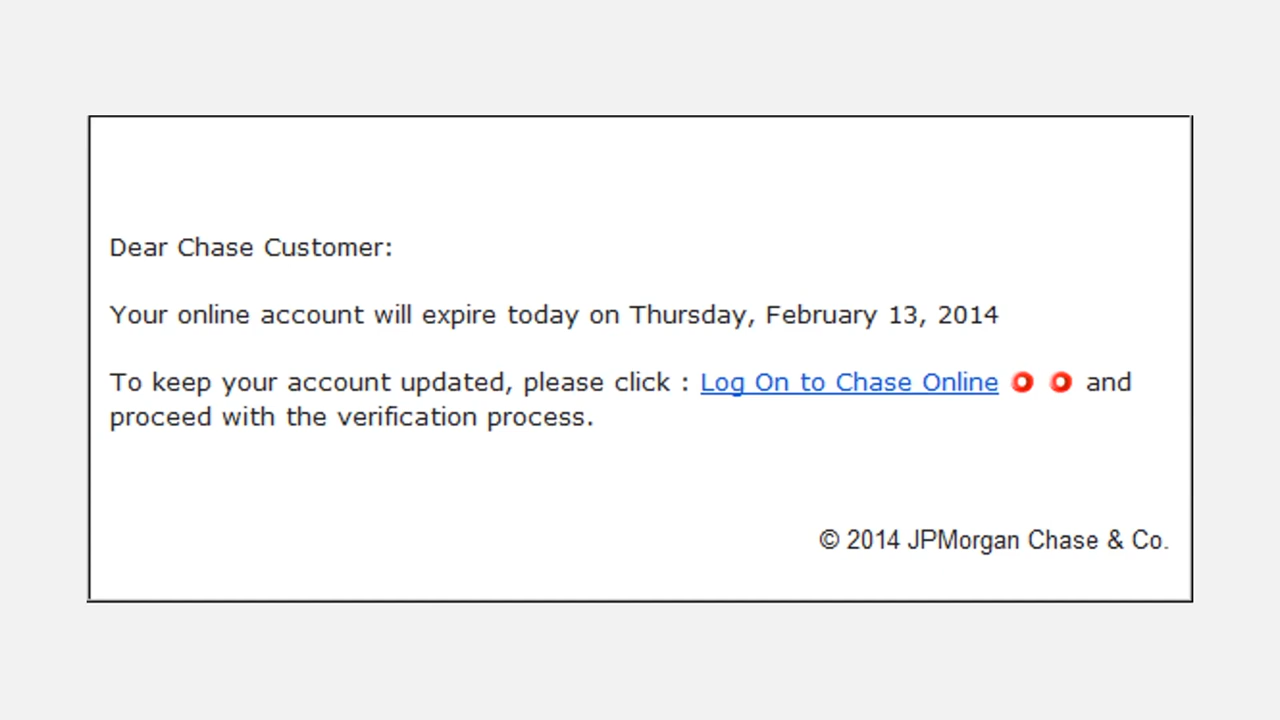 Dear Chase Customer:
Your online account will expire today on Thursday, February 13, 2014
To keep your account updated, please click : Log On to Chase Online and
proceed with the verification process.
© 2014 JPMorgan Chase & Co.